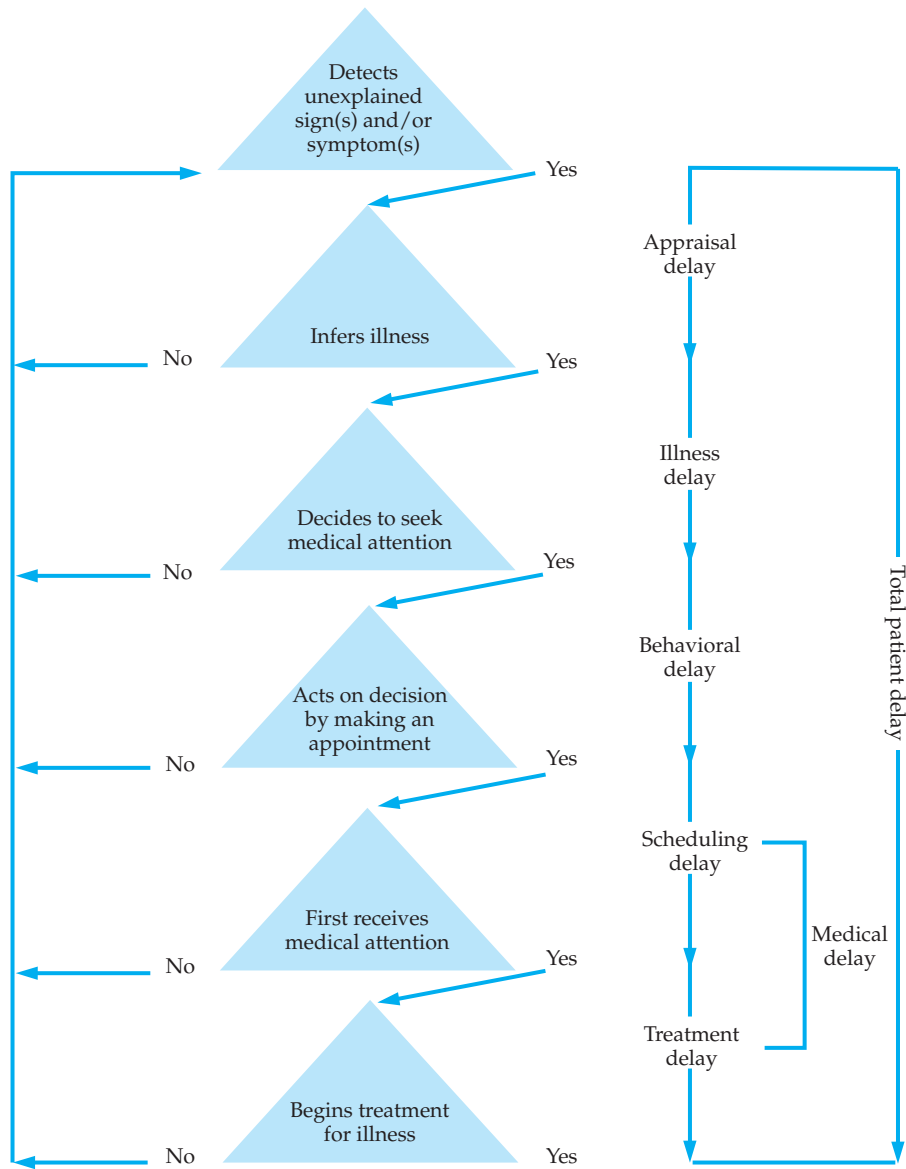 Detects
unexplained
sign(s) and/or
symptom(s)
Yes
Appraisal
delay
Infers illness
No
Yes
Illness
delay
Decides to seek
medical attention
No
Yes
Total patient delay
Behavioral
delay
Acts on decision
by making an
appointment
No
Yes
Scheduling
delay
First receives
medical attention
No
Yes
Medical
delay
Treatment
delay
Begins treatment
for illness
No
Yes